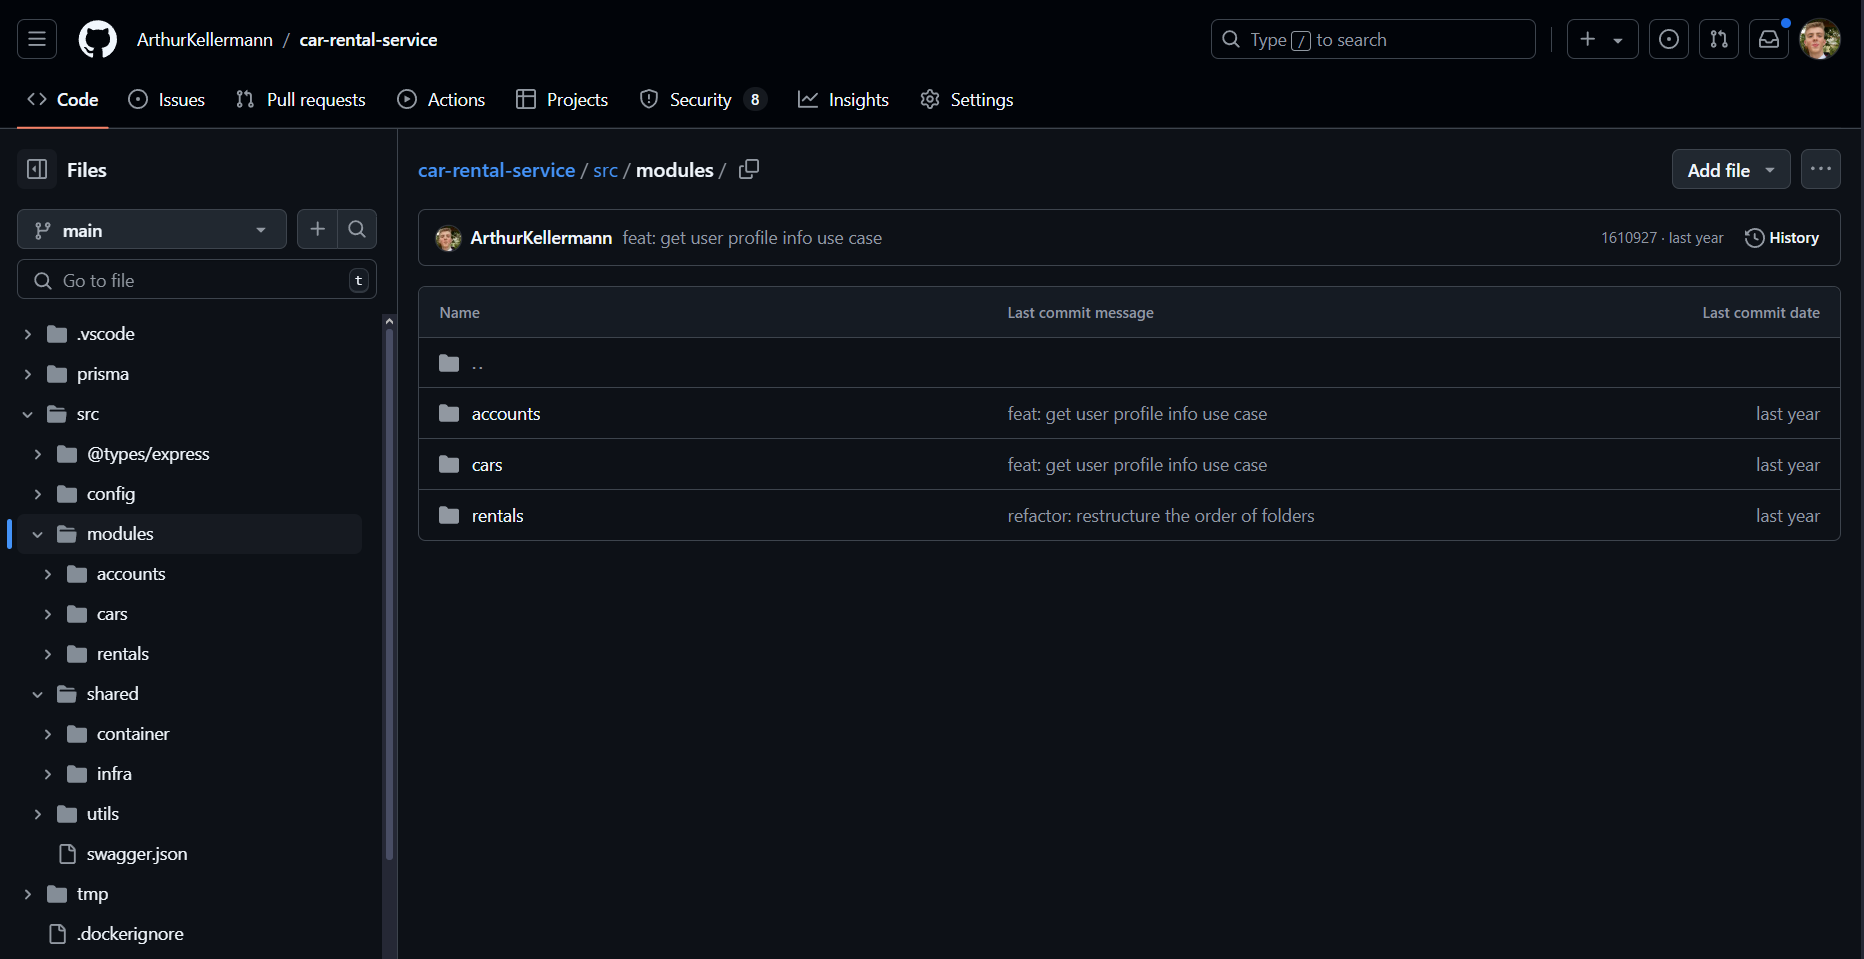 ArthurKellermann / car-rental-service
Type / to search
Code Issues Pull requests Actions Projects Security 8 Insights Settings
Files
main
Go to file t
.vscode
prisma
src
@types/express
config
modules
accounts
cars
rentals
shared
container
infra
utils
swagger.json
tmp
.dockerignore
car-rental-service / src / modules /
Add file
ArthurKellermann feat: get user profile info use case 1610927 · last year History
Name Last commit message Last commit date
..
accounts feat: get user profile info use case last year
cars feat: get user profile info use case last year
rentals refactor: restructure the order of folders last year